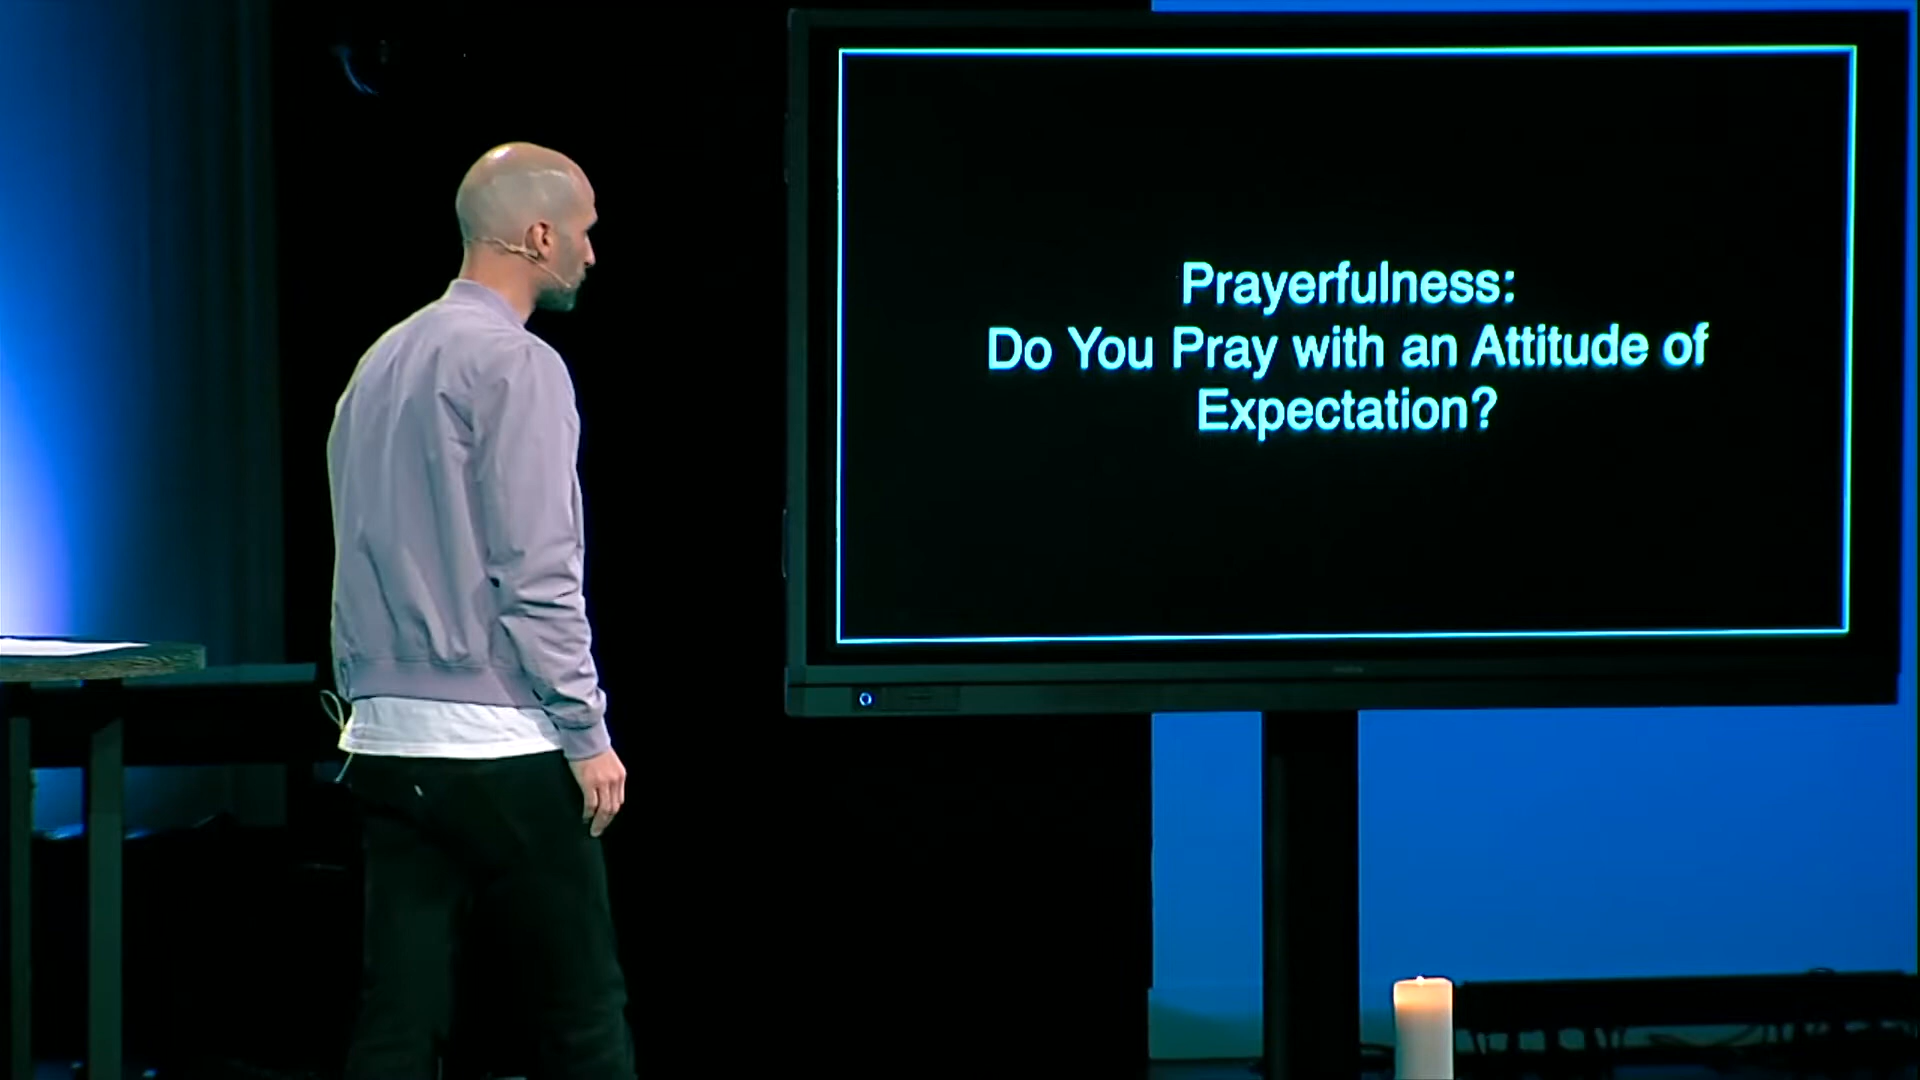 Prayerfulness:
Do You Pray with an Attitude of
Expectation?